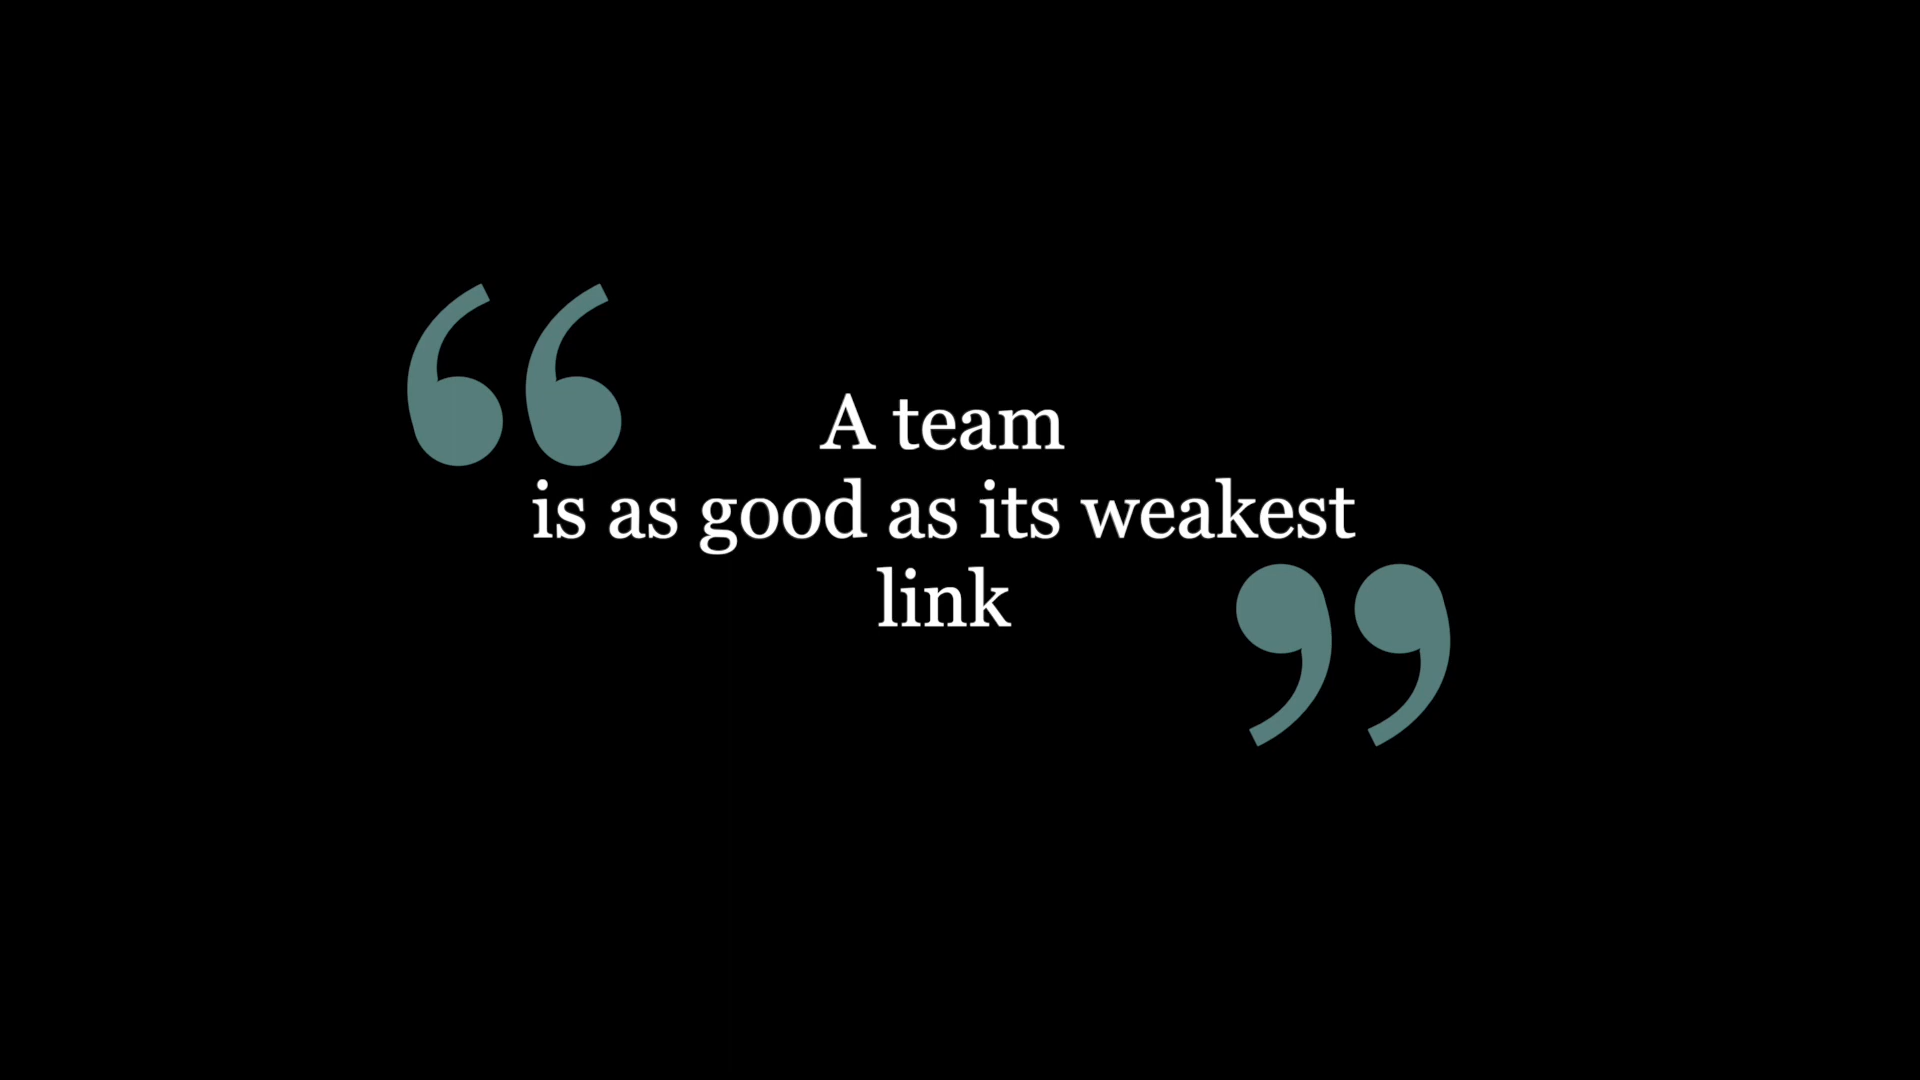 “
A team
is as good as its weakest
link
”